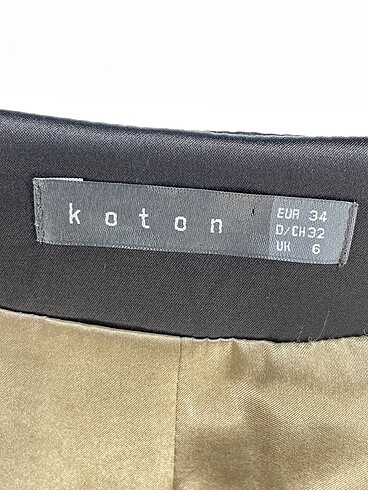 koton
EUR 34
D/CH32
UK 6